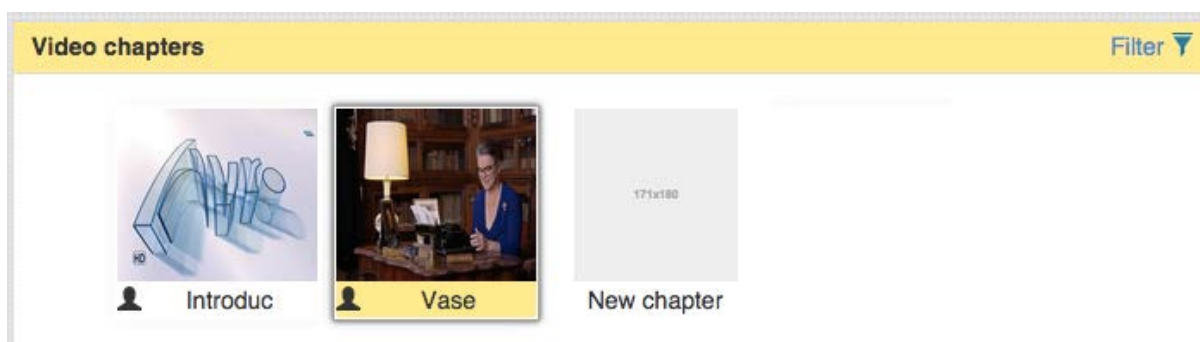 Video chapters
Filter
171x180
HD
Introduc
Vase
New chapter